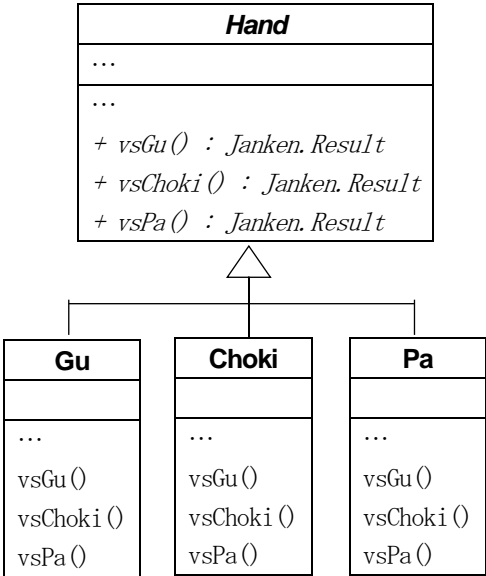 Hand
…
…
+ vsGu() : Janken.Result
+ vsChoki() : Janken.Result
+ vsPa() : Janken.Result
Gu
…
vsGu()
vsChoki()
vsPa()
Choki
…
vsGu()
vsChoki()
vsPa()
Pa
…
vsGu()
vsChoki()
vsPa()